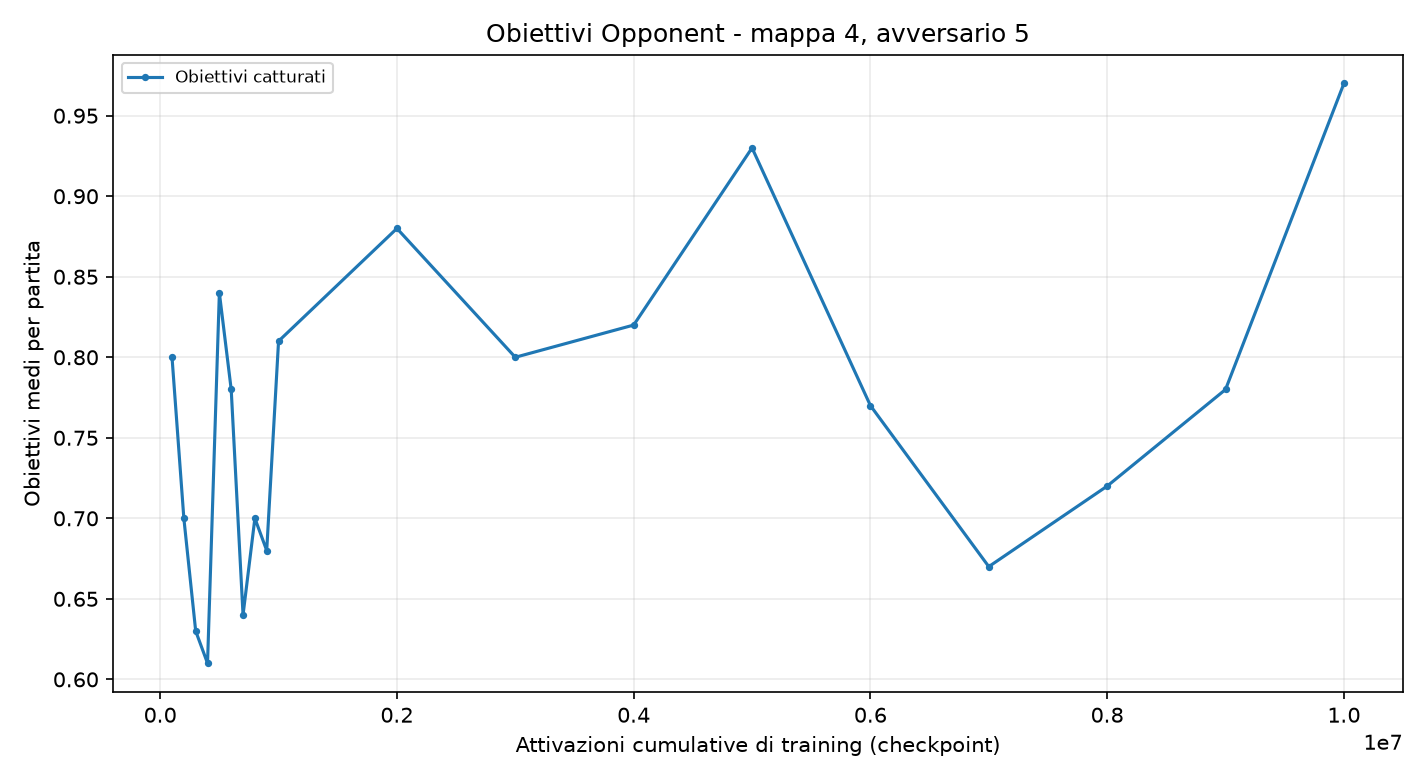 Obiettivi Opponent - mappa 4, avversario 5
Obiettivi catturati
Obiettivi medi per partita
0.95
0.90
0.85
0.80
0.75
0.70
0.65
0.60
0.0 0.2 0.4 0.6 0.8 1.0
1e7
Attivazioni cumulative di training (checkpoint)